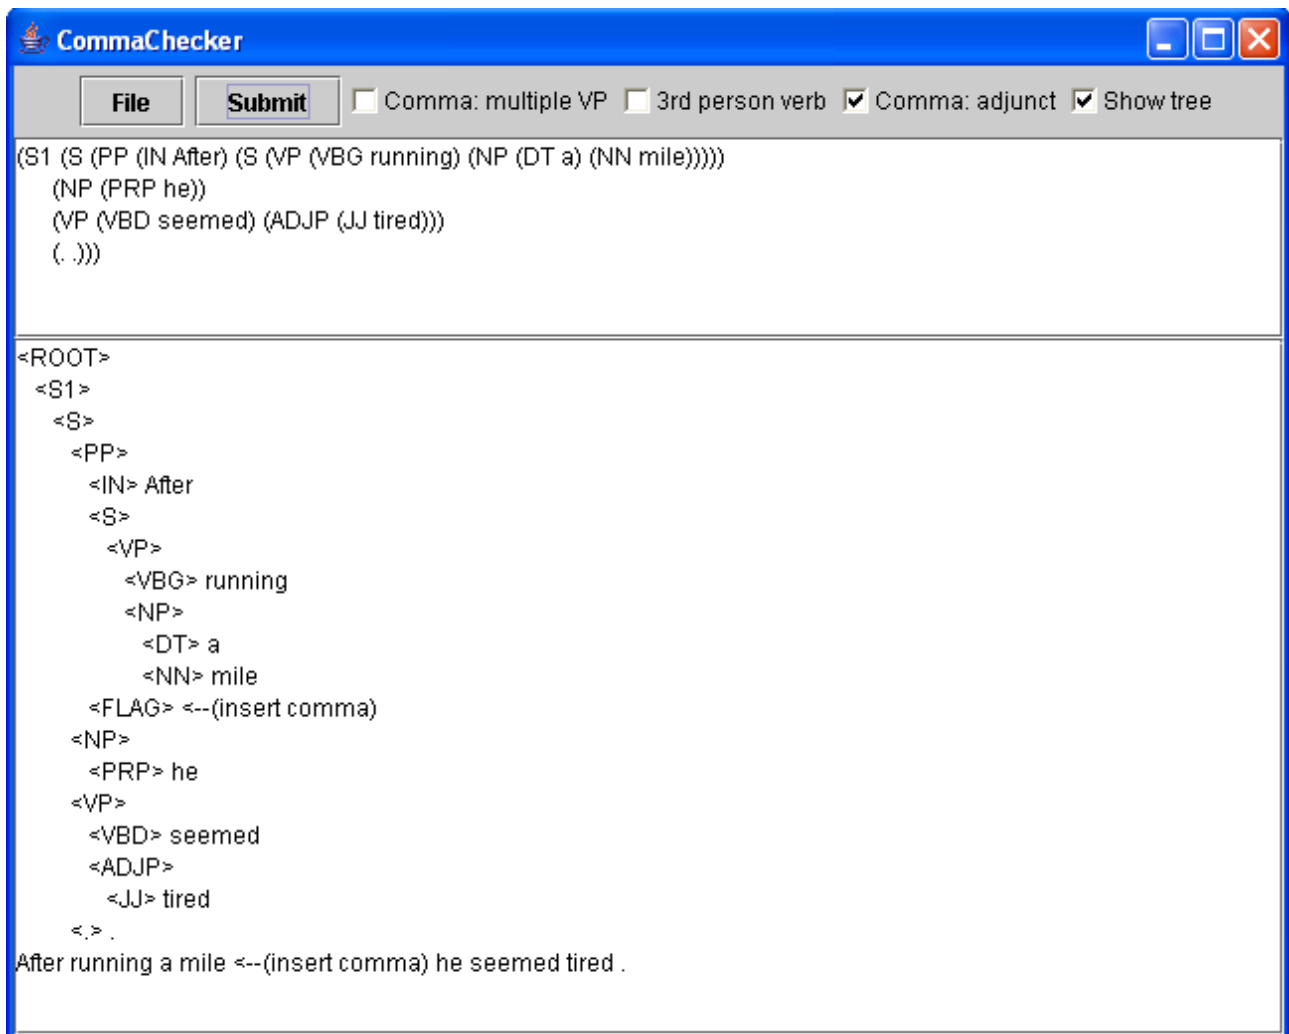 CommaChecker
File Submit Comma: multiple VP 3rd person verb Comma: adjunct Show tree
(S1 (S (PP (IN After) (S (VP (VBG running) (NP (DT a) (NN mile)))))
(NP (PRP he))
(VP (VBD seemed) (ADJP (JJ tired)))
(. .)))
<ROOT>
<S1>
<S>
<PP>
<IN> After
<S>
<VP>
<VBG> running
<NP>
<DT> a
<NN> mile
<FLAG> <--(insert comma)
<NP>
<PRP> he
<VP>
<VBD> seemed
<ADJP>
<JJ> tired
<.> .
After running a mile <--(insert comma) he seemed tired .